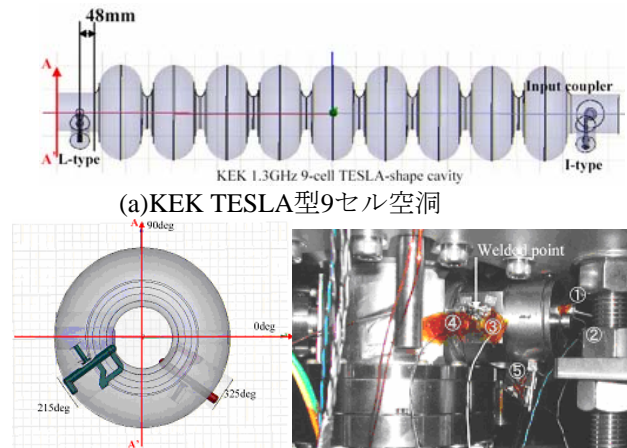 48mm
A
Input coupler
A'
L-type
I-type
KEK 1.3GHz 9-cell TESLA-shape cavity
(a)KEK TESLA型9セル空洞
A
90deg
0deg
215deg
325deg
A'
Welded point
①
②
③
④
⑤